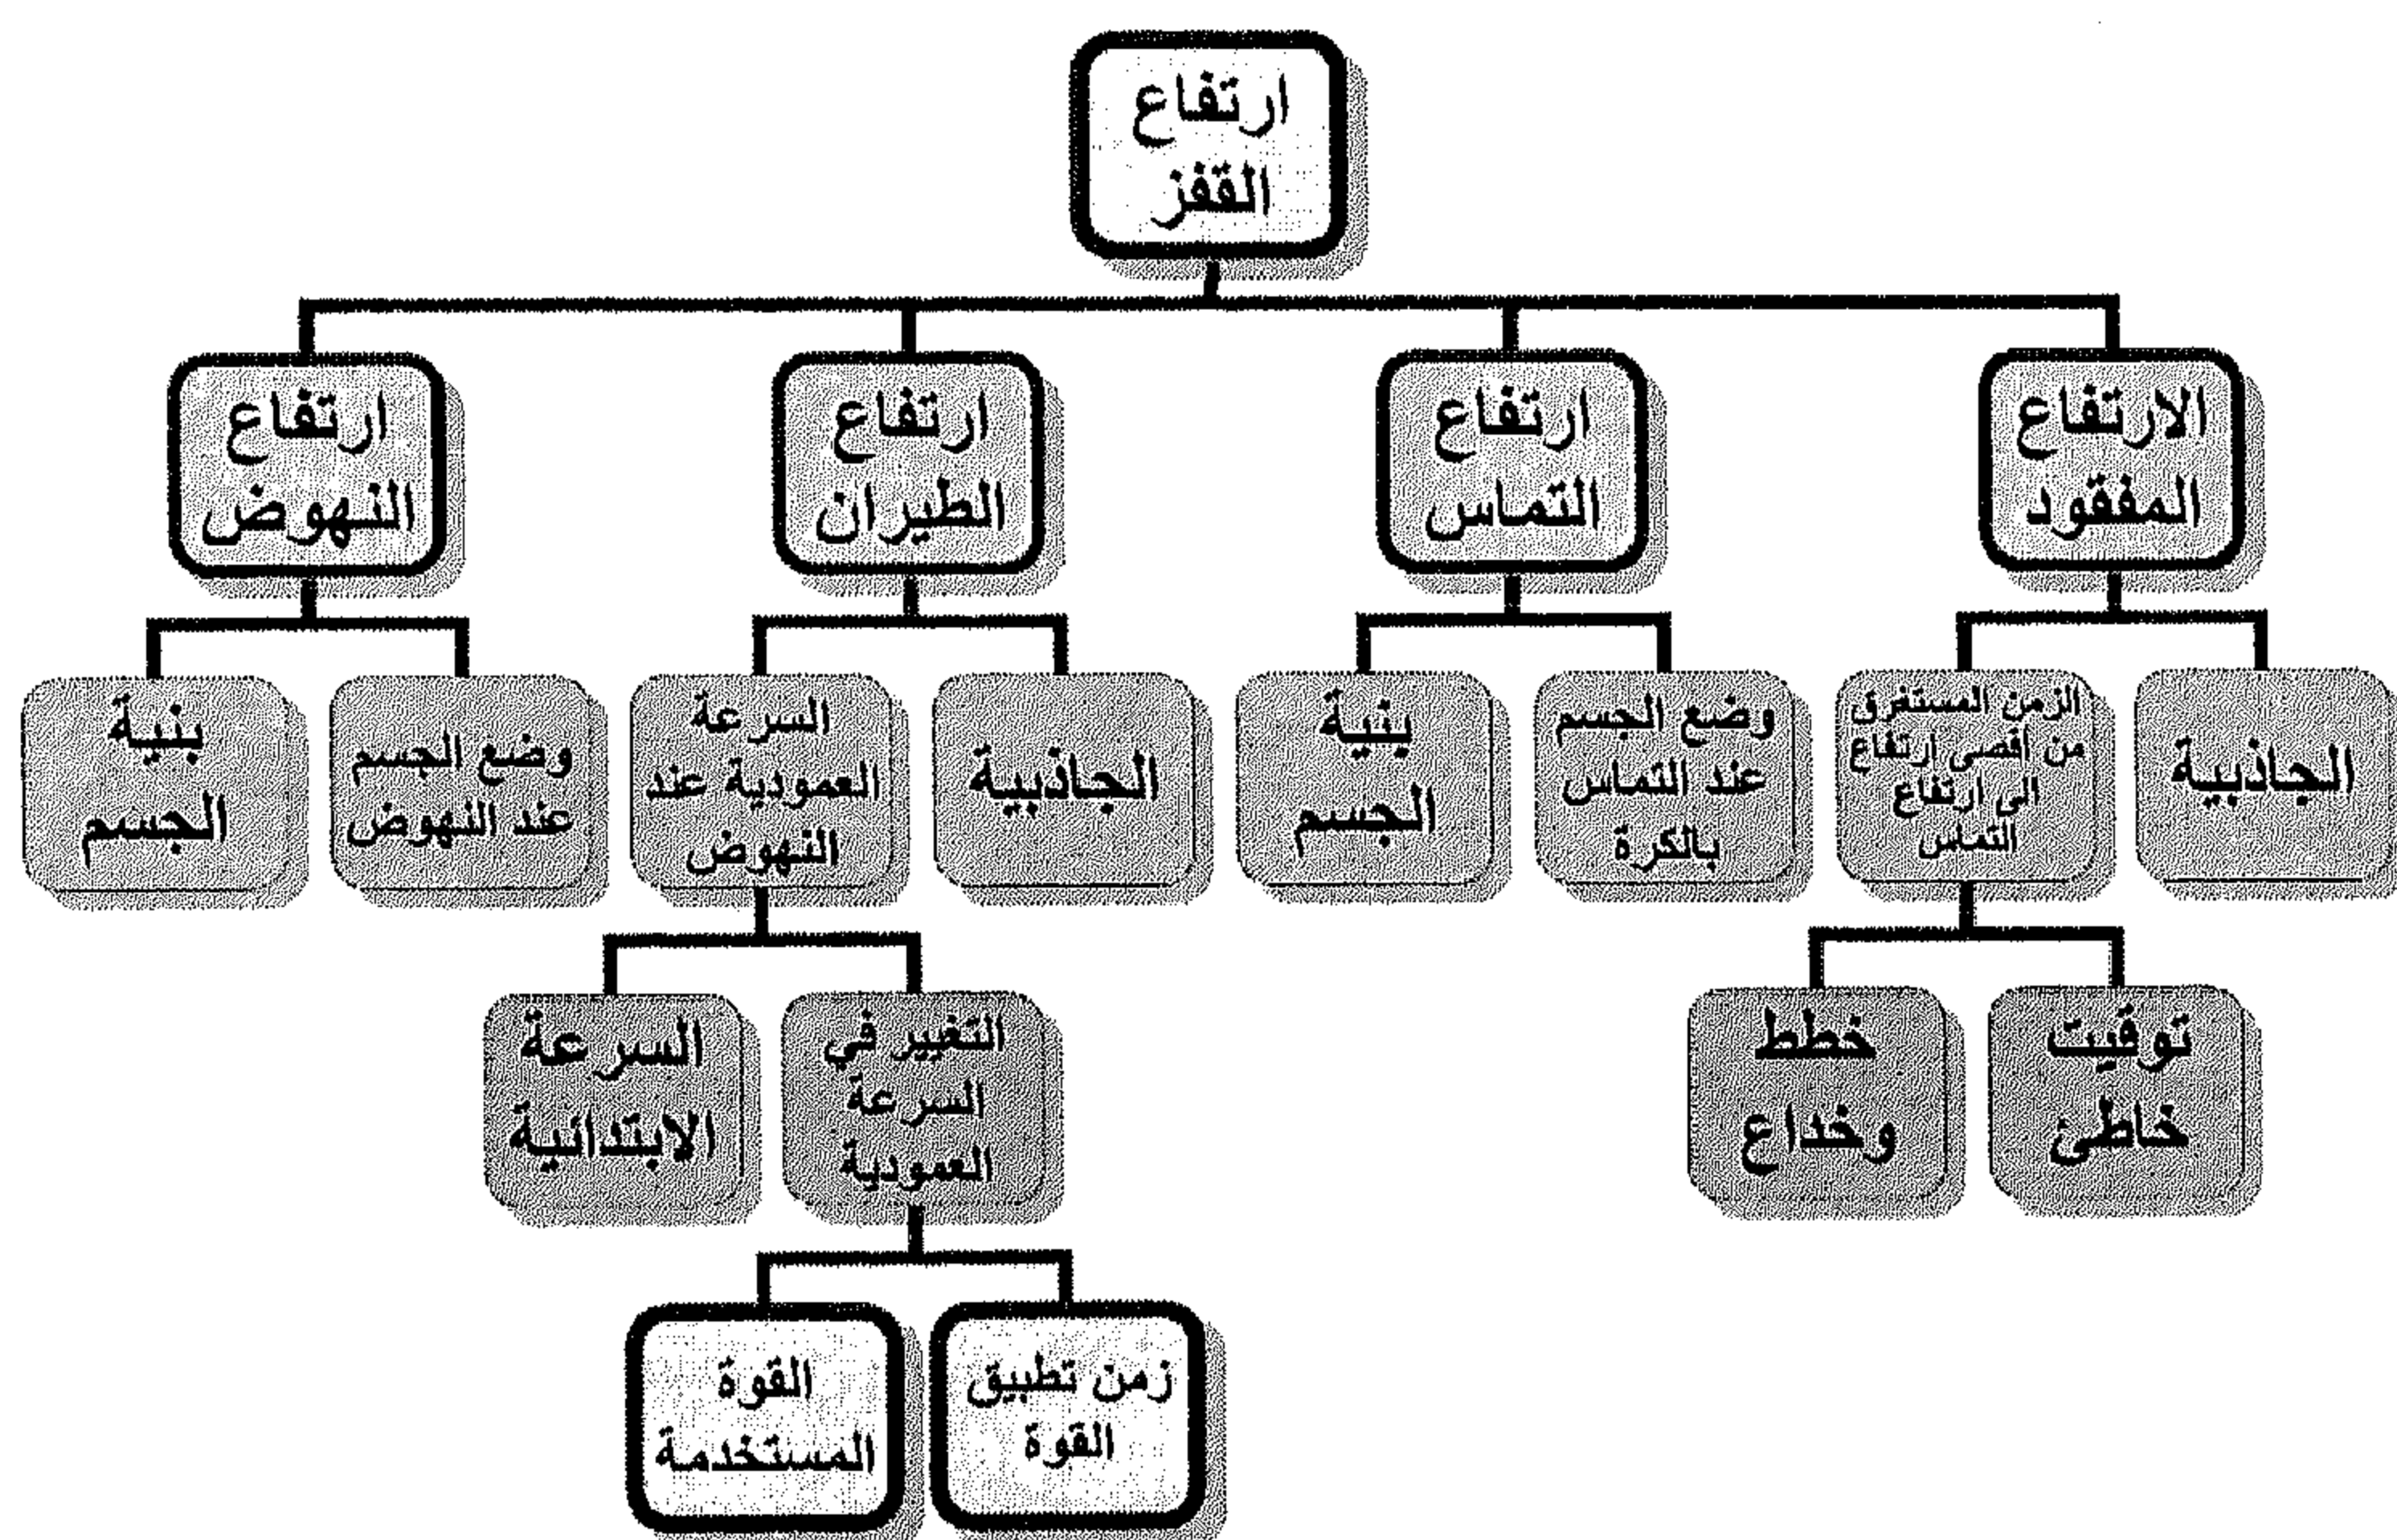 ارتفاع
القفز
الارتفاع
المفقود
ارتفاع
التماس
ارتفاع
الطيران
ارتفاع
النهوض
الجاذبية
الزمن المستغرق
من أقصى ارتفاع
الى ارتفاع
التماس
وضع الجسم
عند التماس
بالكرة
بنية
الجسم
الجاذبية
السرعة
العمودية عند
النهوض
وضع الجسم
عند النهوض
بنية
الجسم
توقيت
خاطئ
خطط
وخداع
التغيير في
السرعة
العمودية
السرعة
الابتدائية
زمن تطبيق
القوة
القوة
المستخدمة